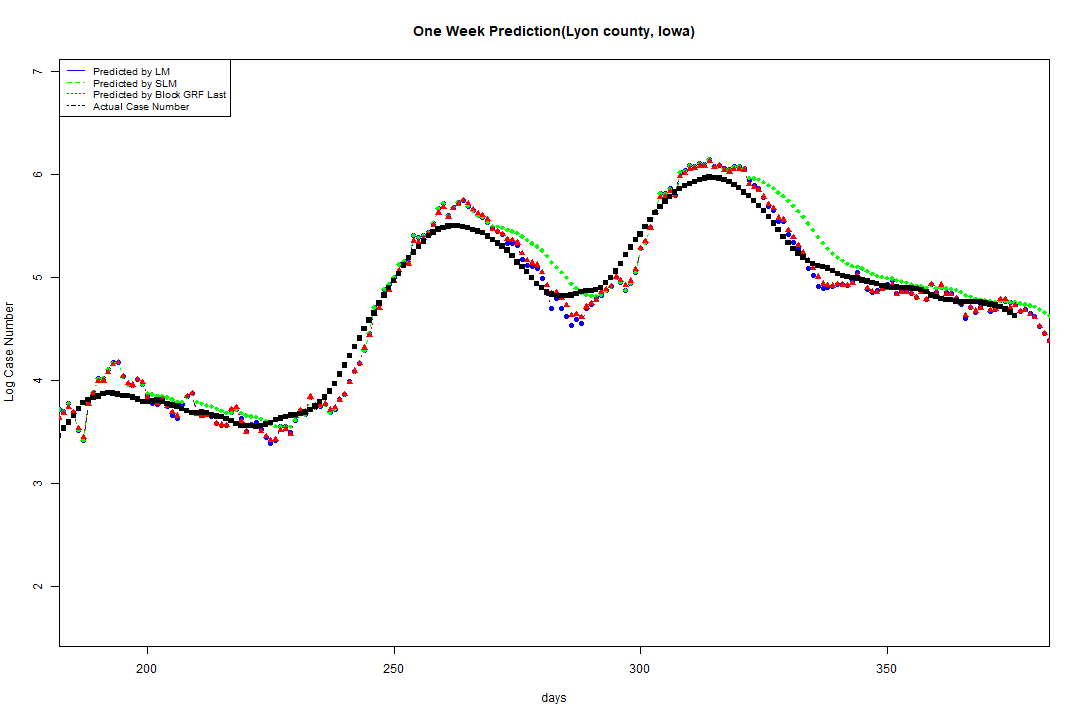 One Week Prediction(Lyon county, Iowa)
Predicted by LM
Predicted by SLM
Predicted by Block GRF Last
Actual Case Number
7
6
5
4
3
2
Log Case Number
200
250
300
350
days